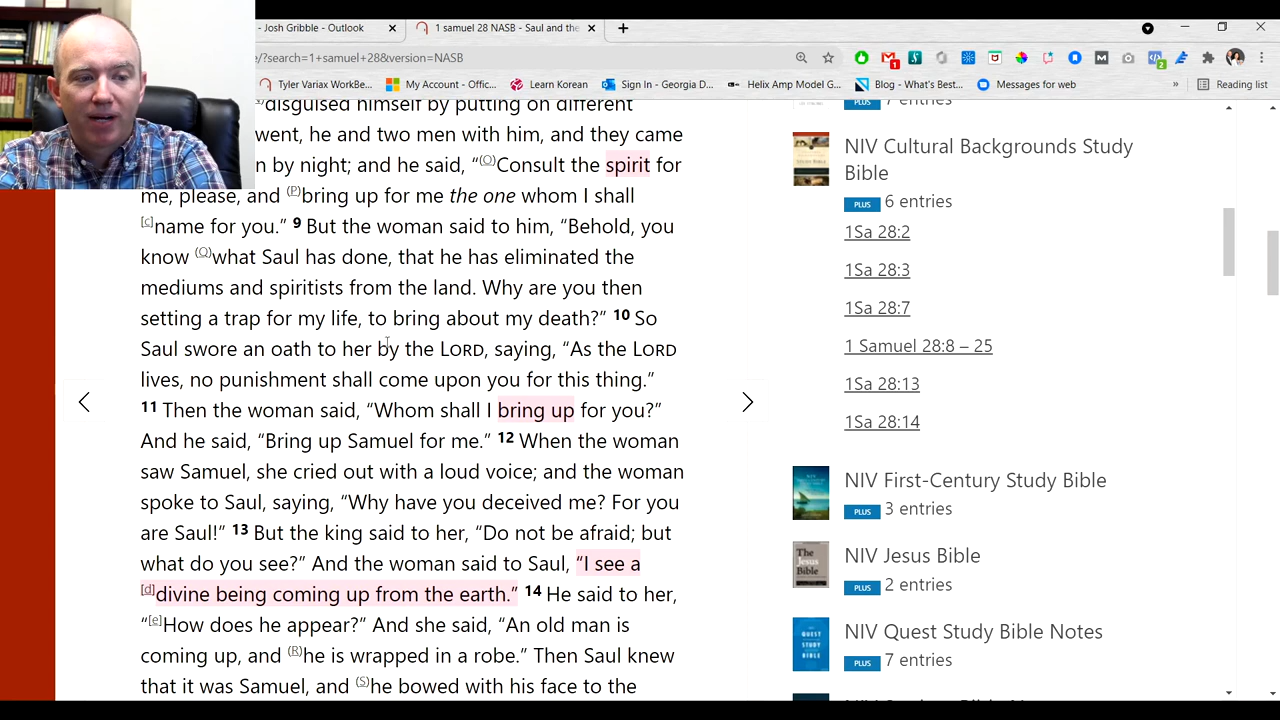 - Josh Gribble - Outlook
1 samuel 28 NASB - Saul and the
e/?search=1+samuel+28&version=NASB
1
2
Tyler Variax WorkBe...
My Account - Offic...
Learn Korean
Sign In - Georgia D...
Helix Amp Model G...
Blog - What's Best...
Messages for web
»
Reading list
disguised himself by putting on different
went, he and two men with him, and they came
n by night; and he said, “(O)Consult the spirit for
me, please, and (P)bring up for me the one whom I shall
[c]name for you.” 9 But the woman said to him, “Behold, you
know (Q)what Saul has done, that he has eliminated the
mediums and spiritists from the land. Why are you then
setting a trap for my life, to bring about my death?” 10 So
Saul swore an oath to her by the LORD, saying, “As the LORD
lives, no punishment shall come upon you for this thing.”
11 Then the woman said, “Whom shall I bring up for you?”
And he said, “Bring up Samuel for me.” 12 When the woman
saw Samuel, she cried out with a loud voice; and the woman
spoke to Saul, saying, “Why have you deceived me? For you
are Saul!” 13 But the king said to her, “Do not be afraid; but
what do you see?” And the woman said to Saul, “I see a
[d]divine being coming up from the earth.” 14 He said to her,
“[e]How does he appear?” And she said, “An old man is
coming up, and (R)he is wrapped in a robe.” Then Saul knew
that it was Samuel, and (S)he bowed with his face to the
PLUS 7 entries
NIV Cultural Backgrounds Study
Bible
PLUS 6 entries
1Sa 28:2
1Sa 28:3
1Sa 28:7
1 Samuel 28:8 – 25
1Sa 28:13
1Sa 28:14
NIV First-Century Study Bible
PLUS 3 entries
The Jesus Bible
NIV Jesus Bible
PLUS 2 entries
QUEST STUDY BIBLE
NIV Quest Study Bible Notes
PLUS 7 entries